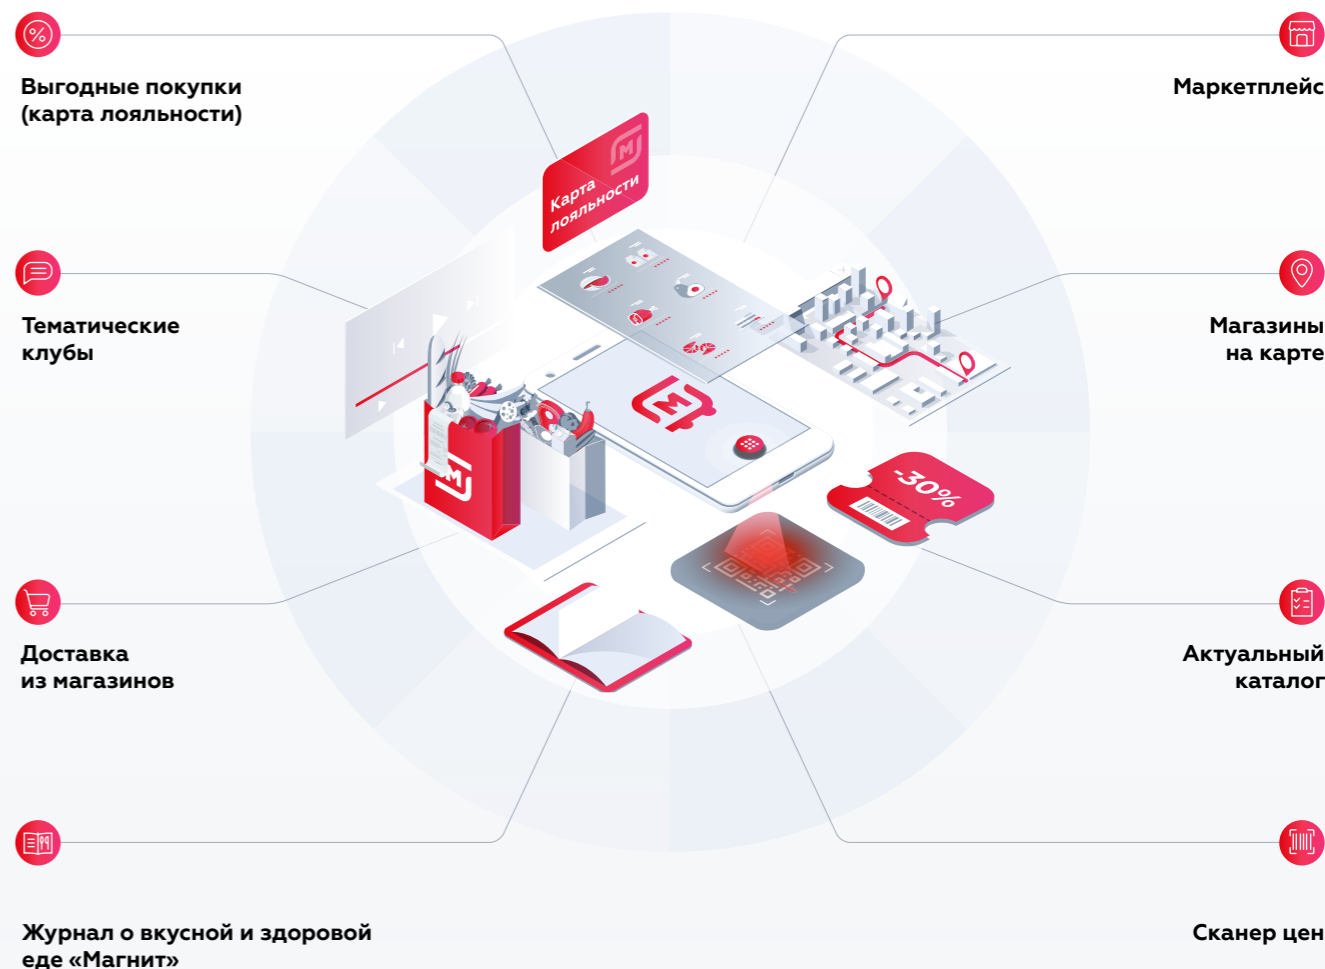 Выгодные покупки
(карта лояльности)
Маркетплейс
Карта
лояльности
М
Тематические
клубы
Магазины
на карте
М
М
-30%
Доставка
из магазинов
Актуальный
каталог
Журнал о вкусной и здоровой
еде «Магнит»
Сканер цен